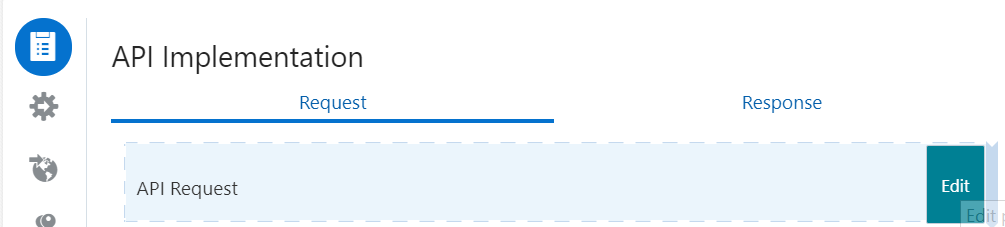 API Implementation
Request Response
API Request
Edit
Edit